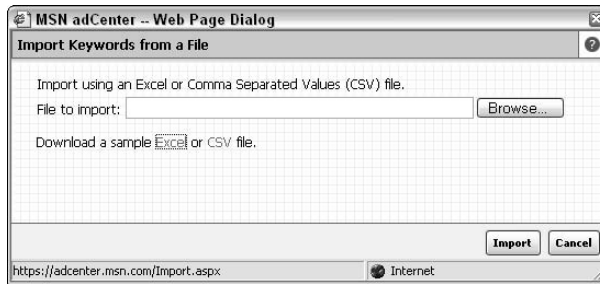 MSN adCenter -- Web Page Dialog
Import Keywords from a File
?
Import using an Excel or Comma Separated Values (CSV) file.
File to import: Browse...
Download a sample Excel or CSV file.
Import Cancel
https://adcenter.msn.com/Import.aspx Internet